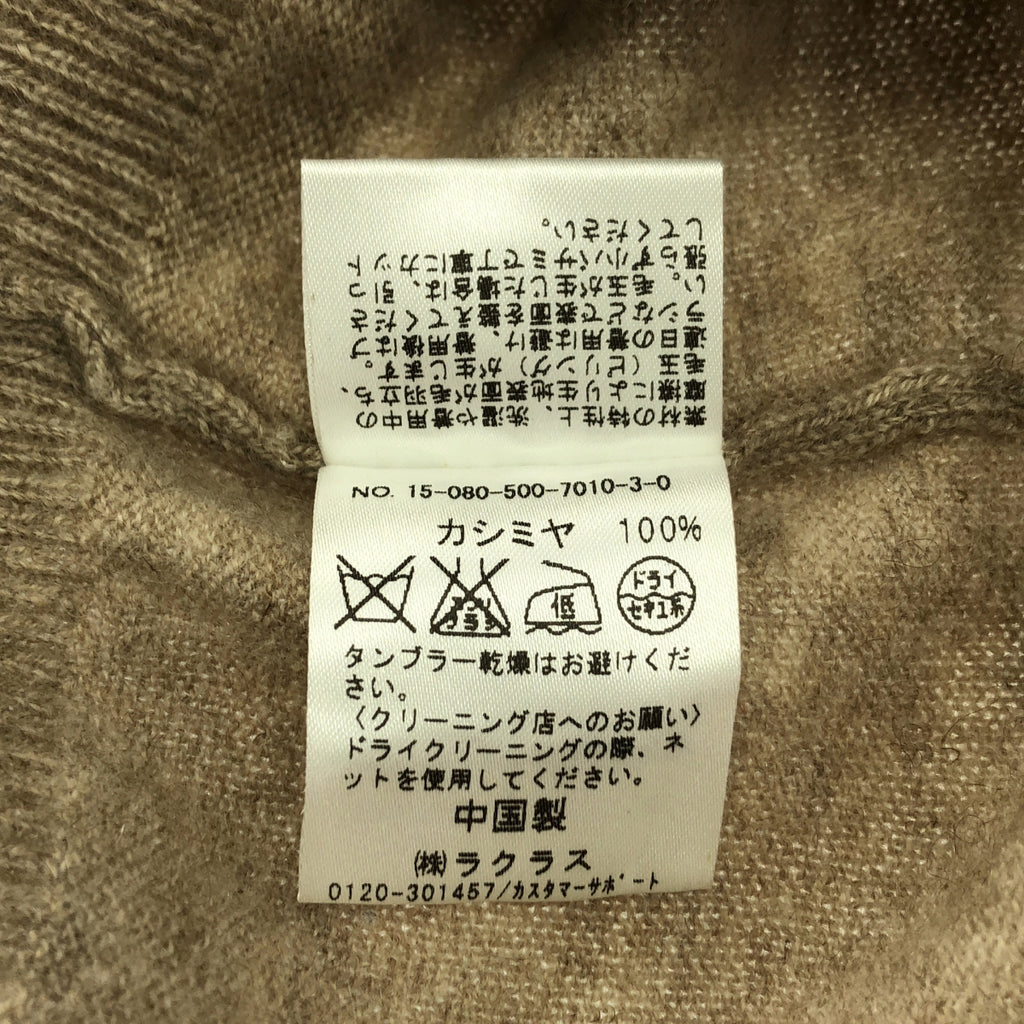 素材の特性上、洗濯や着用中の
摩擦により生地表面が毛羽立ち、
毛玉（ピリング）が生じます。
連日の着用は避け、着用後はブ
ラシなどで表面を整えてくださ
い。毛玉が生じた場合は、引っ
張らず小バサミで丁寧にカット
してください。
NO. 15-080-500-7010-3-0
カシミヤ 100%
エンソ
サラシ
低
ドライ
セキユ系
タンブラー乾燥はお避けくだ
さい。
〈クリーニング店へのお願い〉
ドライクリーニングの際、ネ
ットを使用してください。
中国製
㈱ラクラス
0120-301457/カスタマーサポート